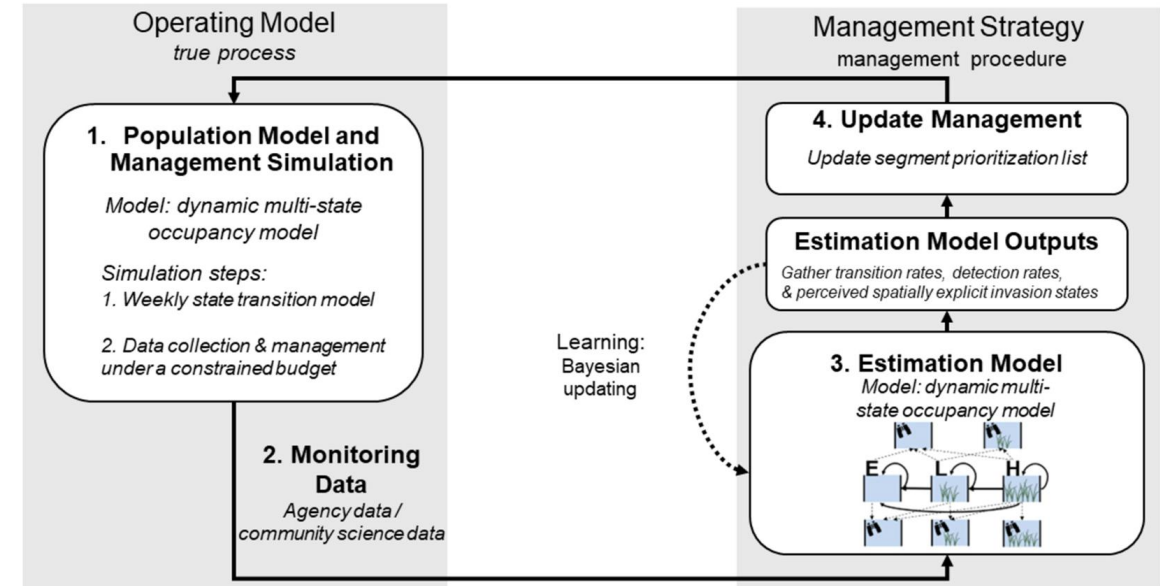 Operating Model
true process
1. Population Model and
Management Simulation
Model: dynamic multi-state
occupancy model
Simulation steps:
1. Weekly state transition model
2. Data collection & management
under a constrained budget
2. Monitoring
Data
Agency data /
community science data
Learning:
Bayesian
updating
Management Strategy
management procedure
4. Update Management
Update segment prioritization list
Estimation Model Outputs
Gather transition rates, detection rates,
& perceived spatially explicit invasion states
3. Estimation Model
Model: dynamic multi-
state occupancy model
E L H